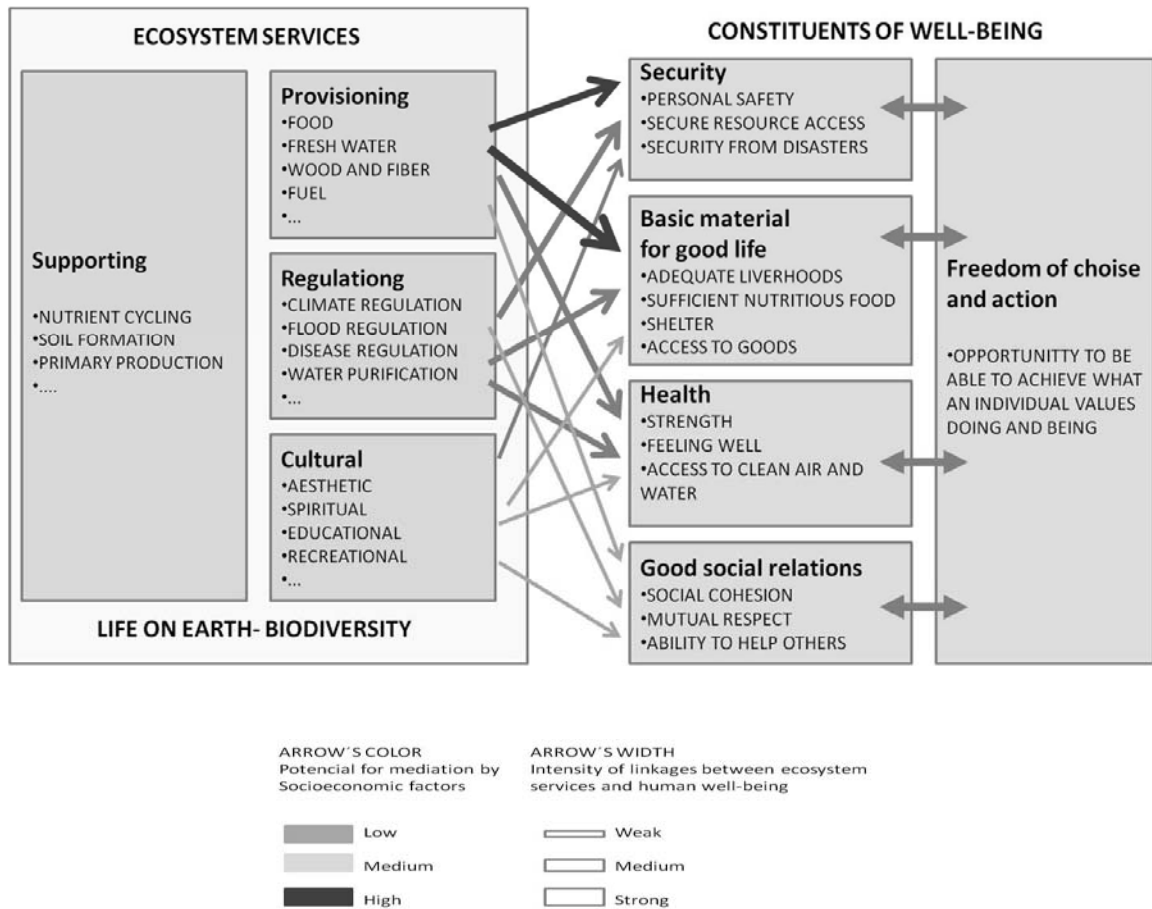 ECOSYSTEM SERVICES
Supporting
•NUTRIENT CYCLING
•SOIL FORMATION
•PRIMARY PRODUCTION
•....
Provisioning
•FOOD
•FRESH WATER
•WOOD AND FIBER
•FUEL
•...
Regulationg
•CLIMATE REGULATION
•FLOOD REGULATION
•DISEASE REGULATION
•WATER PURIFICATION
•...
Cultural
•AESTHETIC
•SPIRITUAL
•EDUCATIONAL
•RECREATIONAL
•...
LIFE ON EARTH- BIODIVERSITY
CONSTITUENTS OF WELL-BEING
Security
•PERSONAL SAFETY
•SECURE RESOURCE ACCESS
•SECURITY FROM DISASTERS
Basic material
for good life
•ADEQUATE LIVERHOODS
•SUFFICIENT NUTRITIOUS FOOD
•SHELTER
•ACCESS TO GOODS
Health
•STRENGTH
•FEELING WELL
•ACCESS TO CLEAN AIR AND
WATER
Good social relations
•SOCIAL COHESION
•MUTUAL RESPECT
•ABILITY TO HELP OTHERS
Freedom of choise
and action
•OPPORTUNITTY TO BE
ABLE TO ACHIEVE WHAT
AN INDIVIDUAL VALUES
DOING AND BEING
ARROW´S COLOR
Potencial for mediation by
Socioeconomic factors
Low
Medium
High
ARROW´S WIDTH
Intensity of linkages between ecosystem
services and human well-being
Weak
Medium
Strong